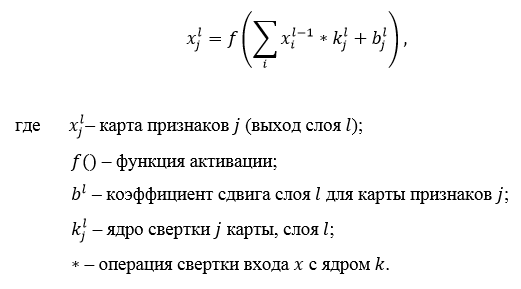 x_j^l = f(∑_i x_i^{l-1} * k_j^l + b_j^l),
где x_j^l – карта признаков j (выход слоя l);
f() – функция активации;
b^l – коэффициент сдвига слоя l для карты признаков j;
k_j^l – ядро свертки j карты, слоя l;
* – операция свертки входа x с ядром k.